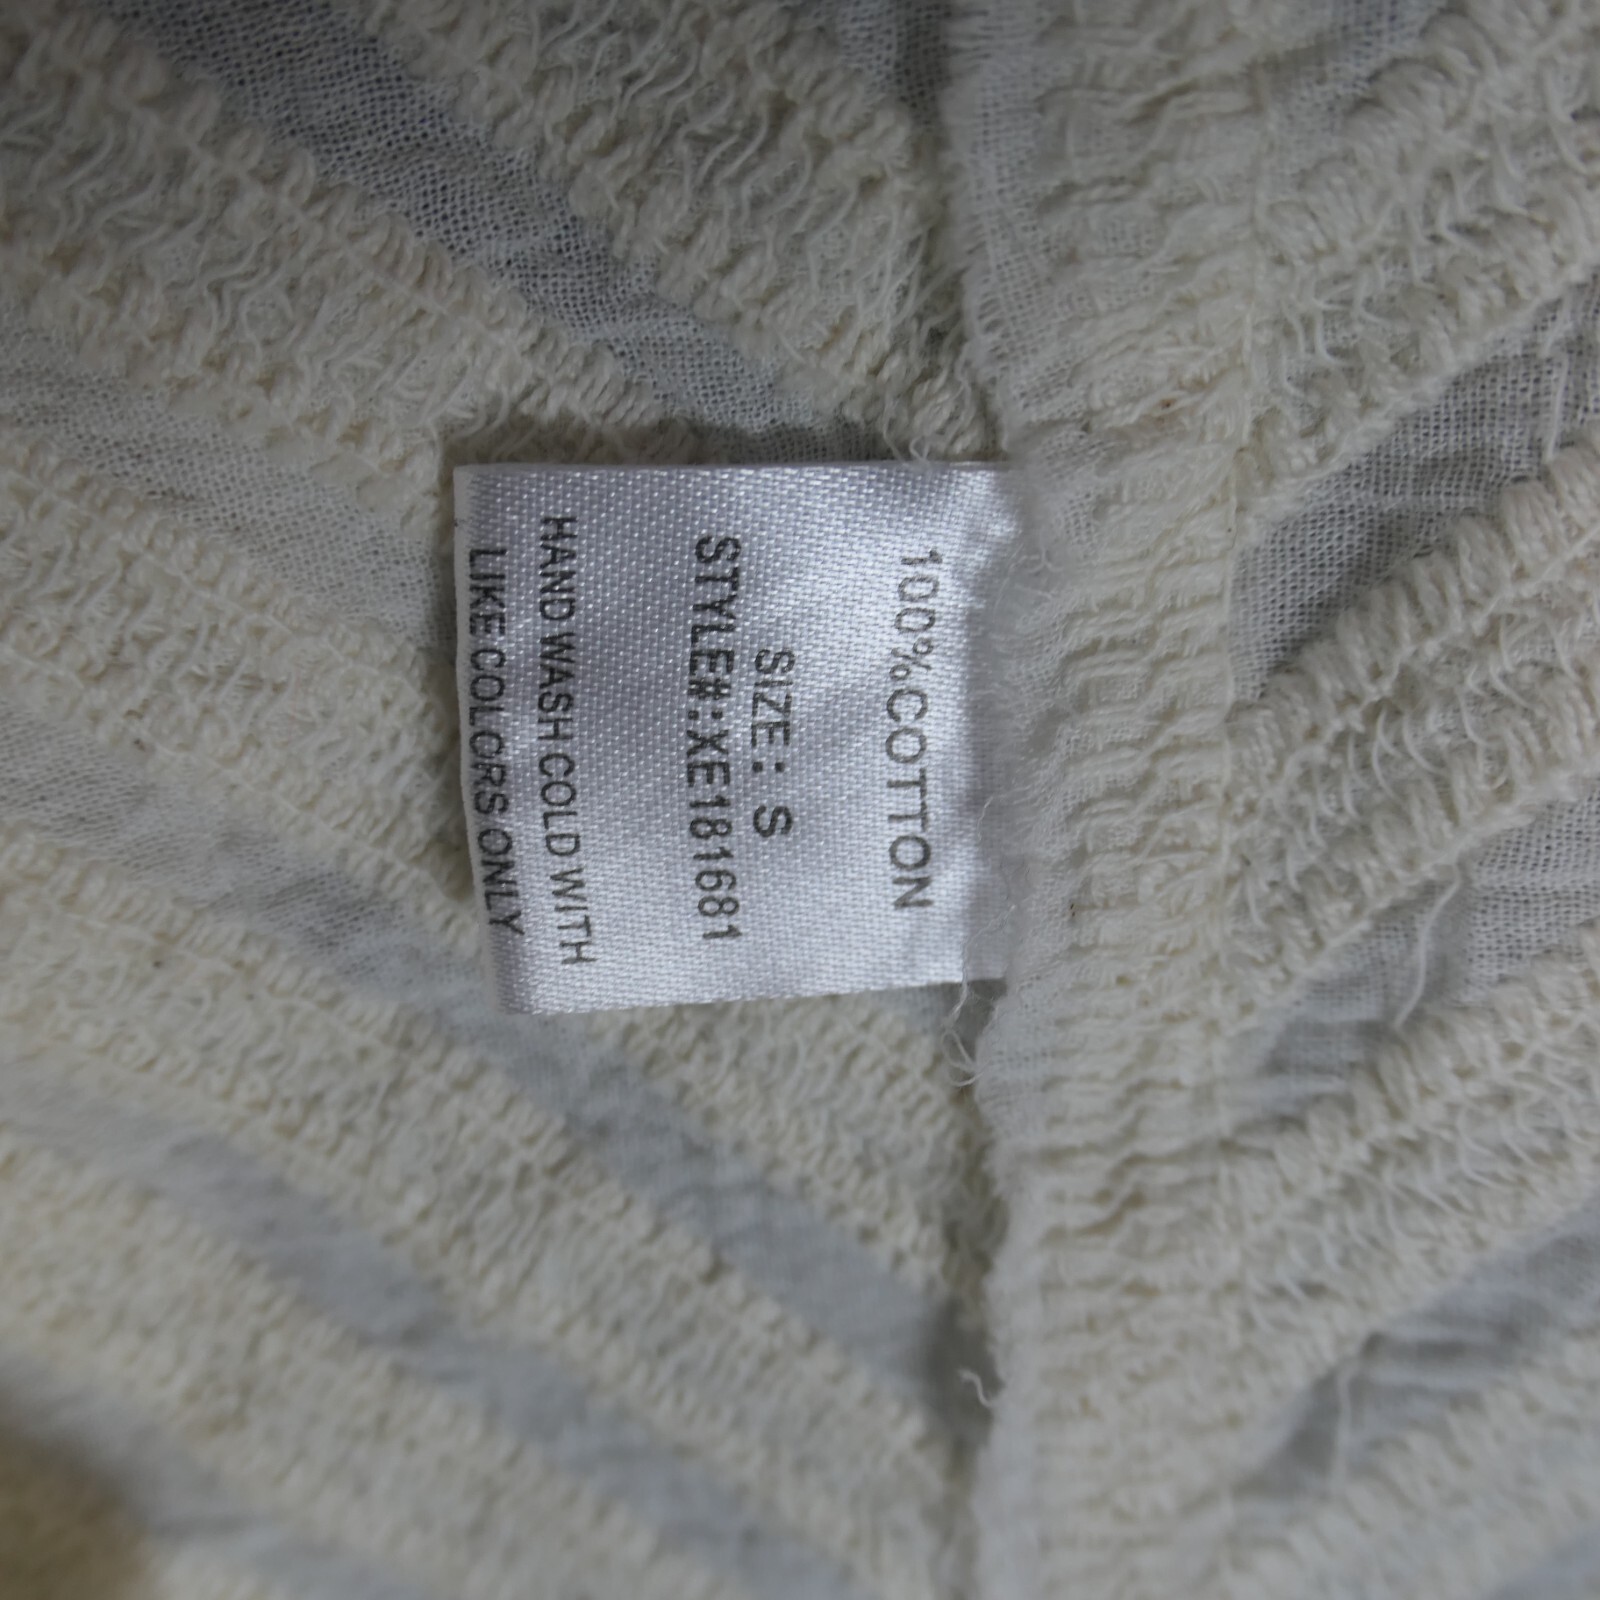 100%COTTON
SIZE: S
STYLE#:XE181681
HAND WASH COLD WITH
LIKE COLORS ONLY